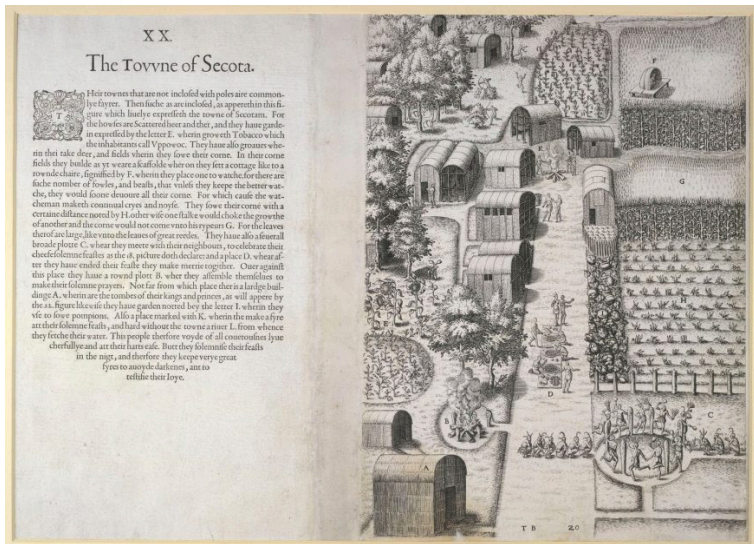 XX.
The Tovvne of Secota.
THeir townes that are not inclosed with poles aire common-
lye fayrer. Then suche as are inclosed, as appereth in this fi-
gure which liuelye expresseth the towne of Secotam. For
the howses are Scattered heer and ther, and they haue garde-
in expressed by the letter E. wherin groweth Tobacco which
the inhabitants call Vppowoc. They haue also groaues whe-
rin thei take deer, and fields wherin they sowe their corne. In their corne
fields they builde as yt weare a scaffolde wher on they sett a cottage like to a
rownde chaire, signiffied by F. wherin they place one to watche. for there are
suche nomber of fowles, and beasts, that vnless they keepe the better wat-
che, they would soone deuoure all their corne. For which cause the wat-
cheman maketh continual cryes and noyse. They sowe their corne with a
certaine distance noted by H. other wise one stalke would choke the growthe
of another and the corne would not come vnto his rypeurs G. For the leaues
therof are large, like vnto the leaues of great reedes. They haue also a seuerall
broade plotte C. whear they meete with their neighbours, to celebrate their
cheefe solemne feastes as the 18. picture doth declare: and a place D. whear af-
ter they haue ended their feaste they make merrie togither. Ouer against
this place they haue a rownd plott B. wher they assemble themselues to
make their solemne prayers. Not far from which place ther is a lardge buil-
dinge A. wherin are the tombes of their kings and princes, as will appere by
the 22. figure likewise they haue garden notted bey the letter I. wherin they
vse to sowe pompions. Also a place marked with K. wherin the make a fyre
att their solemne feasts, and hard without the towne a riuer L. from whence
they fetche their water. This people therfore voyde of all couetousnes lyue
cherfullye and att their harts ease. Butt they solemnise their feasts
in the nigt, and therfore they keepe verye great
fyres to auoyde darkenes, ant to
testifie their Ioye.
F
G
H
D
C
B
A
T B 20